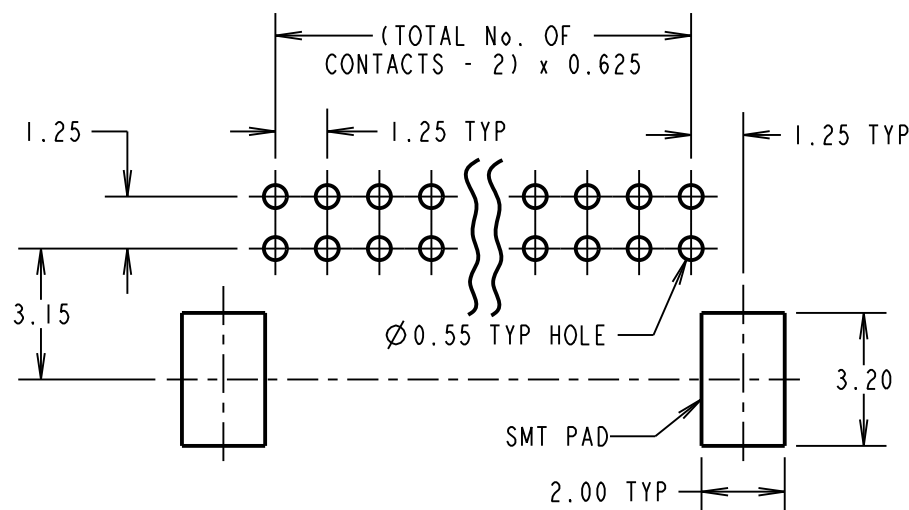 (TOTAL No. OF
CONTACTS - 2) x 0.625
1.25
1.25 TYP
1.25 TYP
3.15
Ø0.55 TYP HOLE
3.20
SMT PAD
2.00 TYP